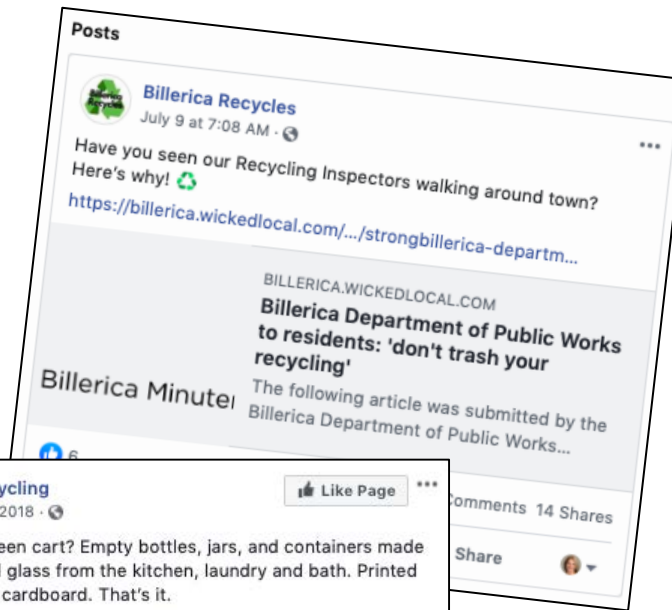 Posts
Billerica Recycles
July 9 at 7:08 AM ·
Have you seen our Recycling Inspectors walking around town?
Here's why! ♻
https://billerica.wickedlocal.com/.../strongbillerica-departm...
BILLERICA.WICKEDLOCAL.COM
Billerica Department of Public Works
to residents: 'don't trash your
recycling'
The following article was submitted by the
Billerica Department of Public Works...
Billerica Minute
6
Comments 14 Shares
Share
ycling
2018 ·
Like Page
een cart? Empty bottles, jars, and containers made
glass from the kitchen, laundry and bath. Printed
cardboard. That's it.